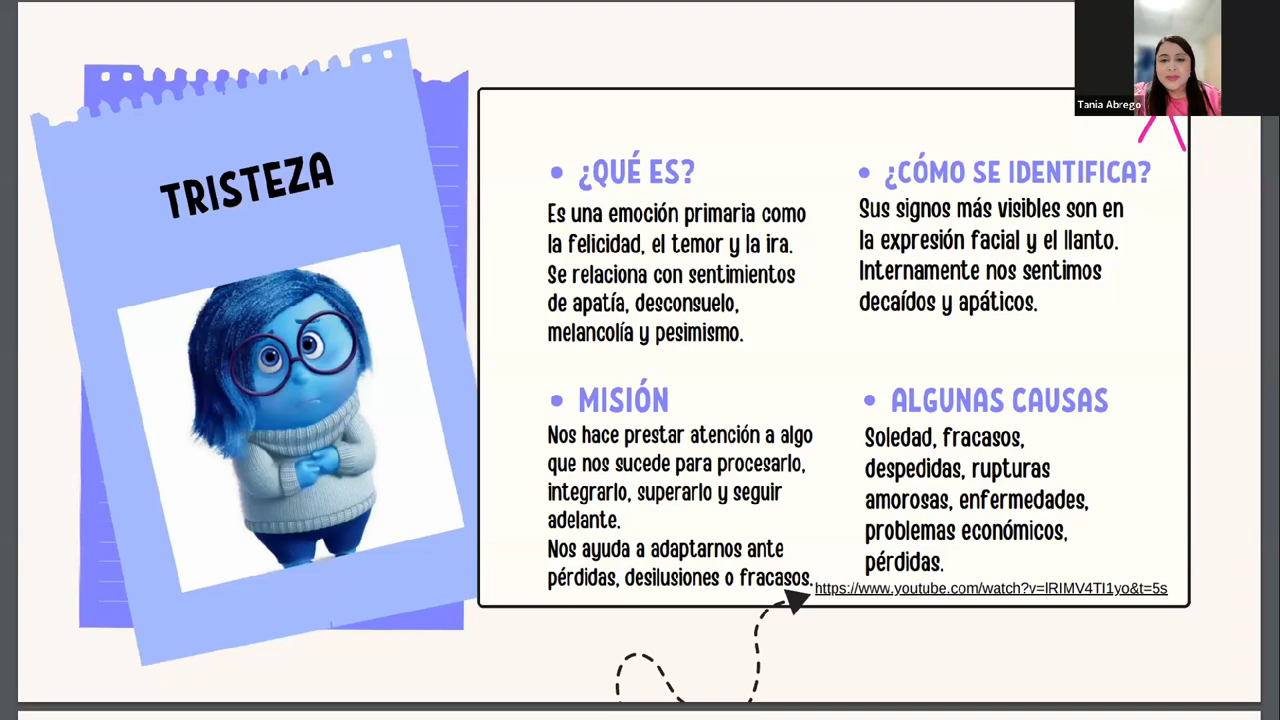 Tania Abrego
TRISTEZA
• ¿QUÉ ES?
Es una emoción primaria como
la felicidad, el temor y la ira.
Se relaciona con sentimientos
de apatía, desconsuelo,
melancolía y pesimismo.
• ¿CÓMO SE IDENTIFICA?
Sus signos más visibles son en
la expresión facial y el llanto.
Internamente nos sentimos
decaídos y apáticos.
• MISIÓN
Nos hace prestar atención a algo
que nos sucede para procesarlo,
integrarlo, superarlo y seguir
adelante.
Nos ayuda a adaptarnos ante
pérdidas, desilusiones o fracasos.
• ALGUNAS CAUSAS
Soledad, fracasos,
despedidas, rupturas
amorosas, enfermedades,
problemas económicos,
pérdidas.
https://www.youtube.com/watch?v=lRIMV4TI1yo&t=5s